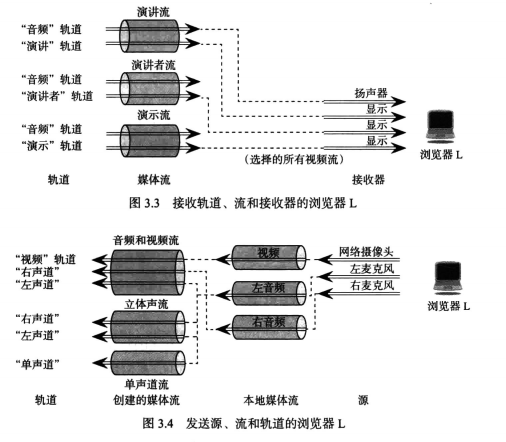 演讲流
“音频”轨道
“演讲”轨道
演讲者流
“音频”轨道
“演讲者”轨道
演示流
“音频”轨道
“演示”轨道
扬声器
显示
显示
显示
(选择的所有视频流)
浏览器 L
轨道 媒体流 接收器
图 3.3 接收轨道、流和接收器的浏览器 L
音频和视频流
“视频”轨道
“右声道”
“左声道”
视频
左音频
右音频
网络摄像头
左麦克风
右麦克风
浏览器 L
立体声流
“右声道”
“左声道”
“单声道”
单声道流
轨道 创建的媒体流 本地媒体流 源
图 3.4 发送源、流和轨道的浏览器 L